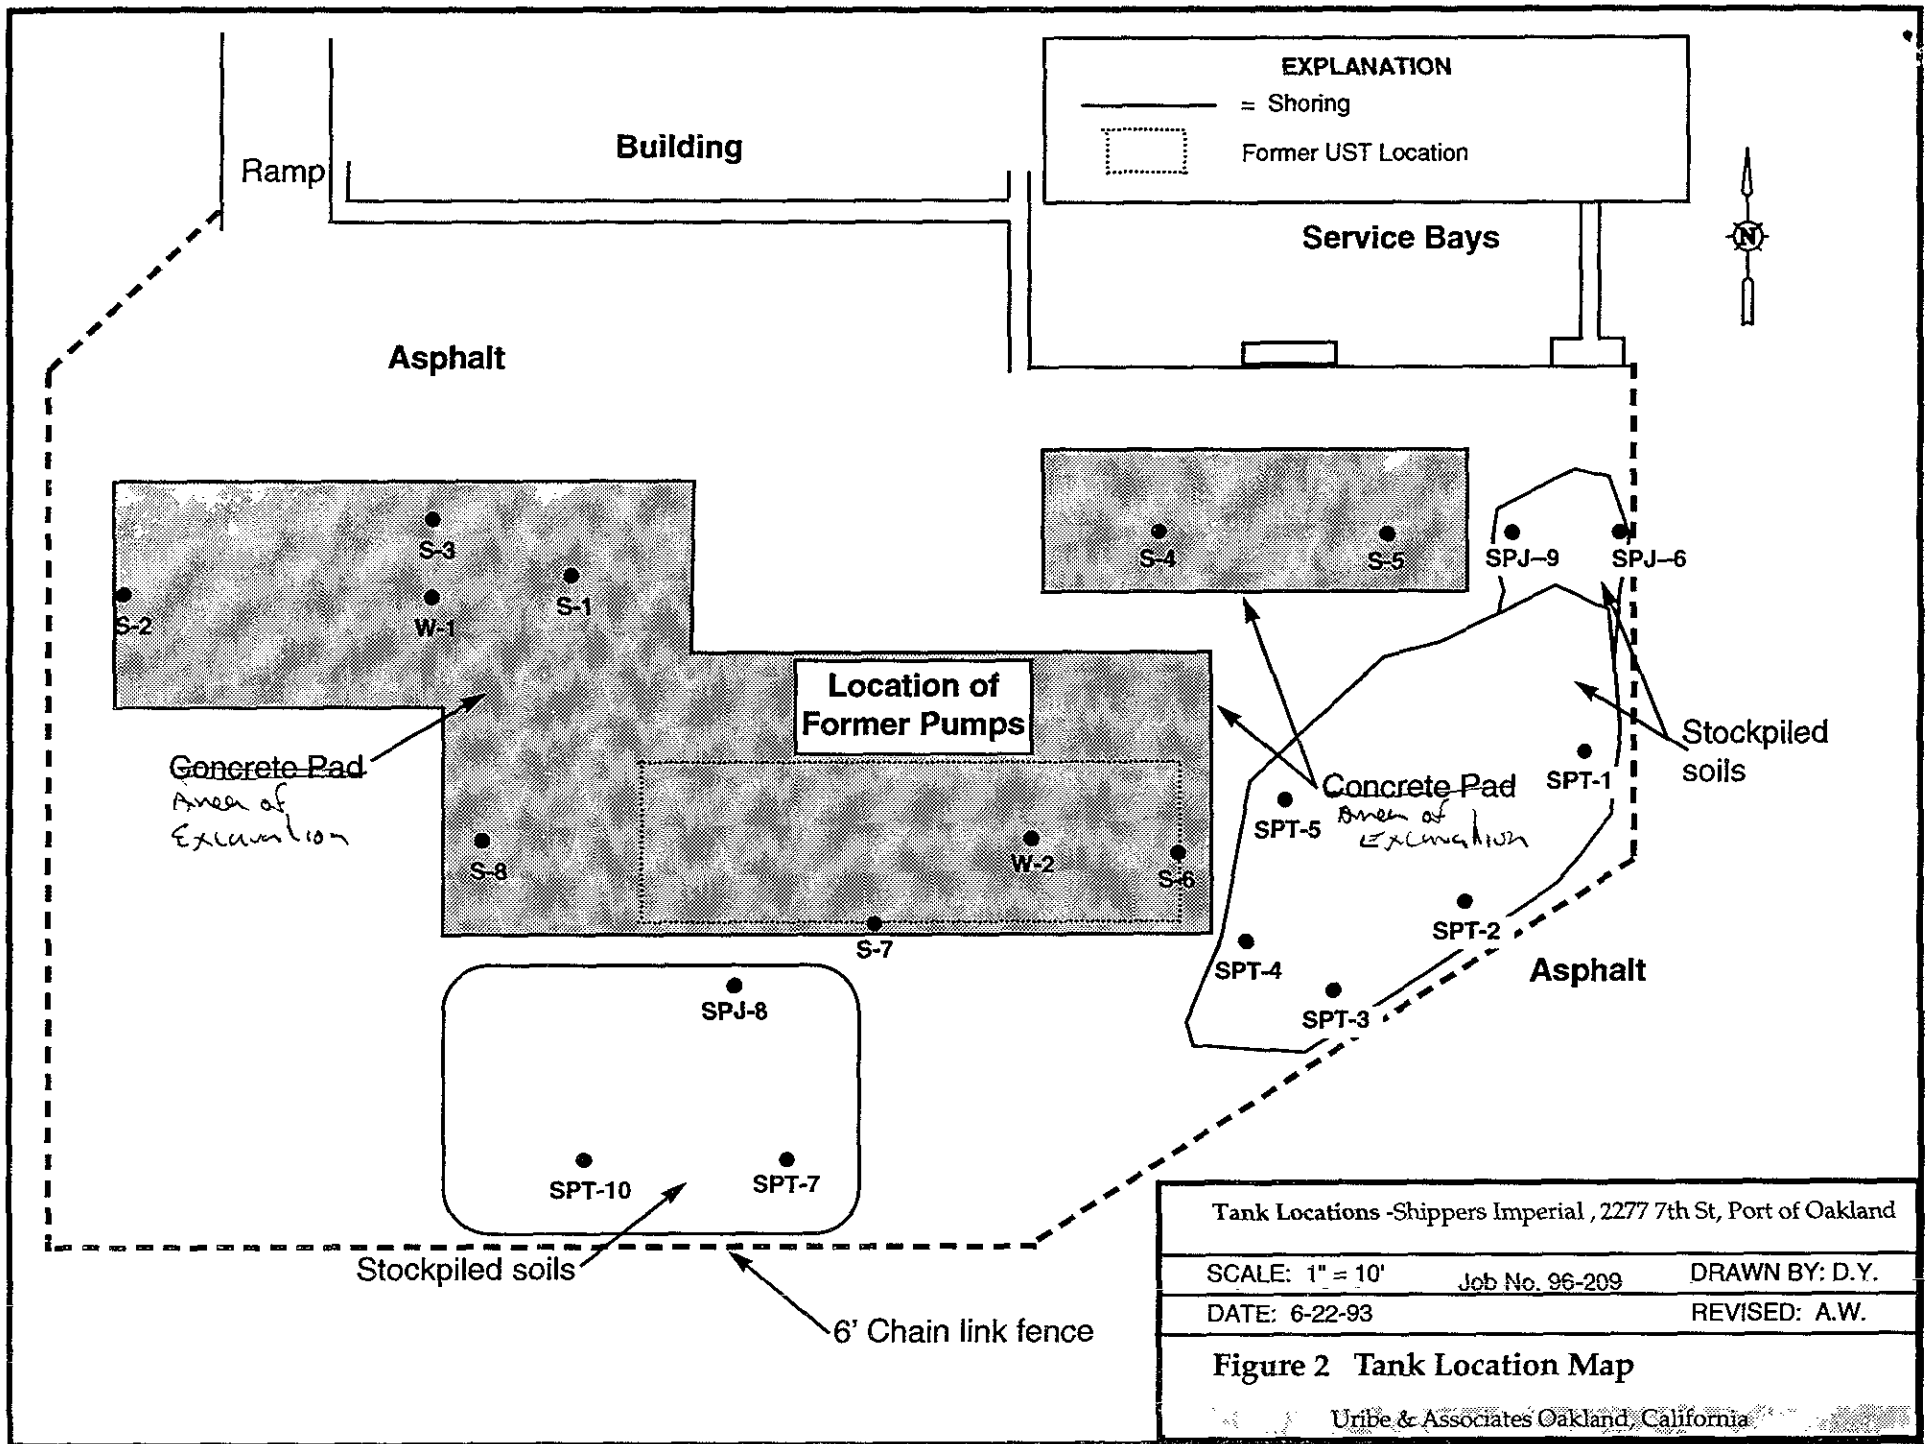 EXPLANATION
= Shoring
Former UST Location
Building
Ramp
Service Bays
N
Asphalt
S-3
S-4
S-5
SPJ-9
SPJ-6
S-1
S-2
W-1
Location of
Former Pumps
Stockpiled
soils
Concrete Pad
Area of
Excavation
SPT-1
Concrete Pad
Area of
Excavation
SPT-5
S-8
W-2
S-6
SPT-2
S-7
SPT-4
Asphalt
SPJ-8
SPT-3
SPT-10
SPT-7
Stockpiled soils
6' Chain link fence
Tank Locations -Shippers Imperial , 2277 7th St, Port of Oakland
SCALE: 1" = 10' Job No. 96-209 DRAWN BY: D.Y.
DATE: 6-22-93 REVISED: A.W.
Figure 2 Tank Location Map
Uribe & Associates Oakland, California